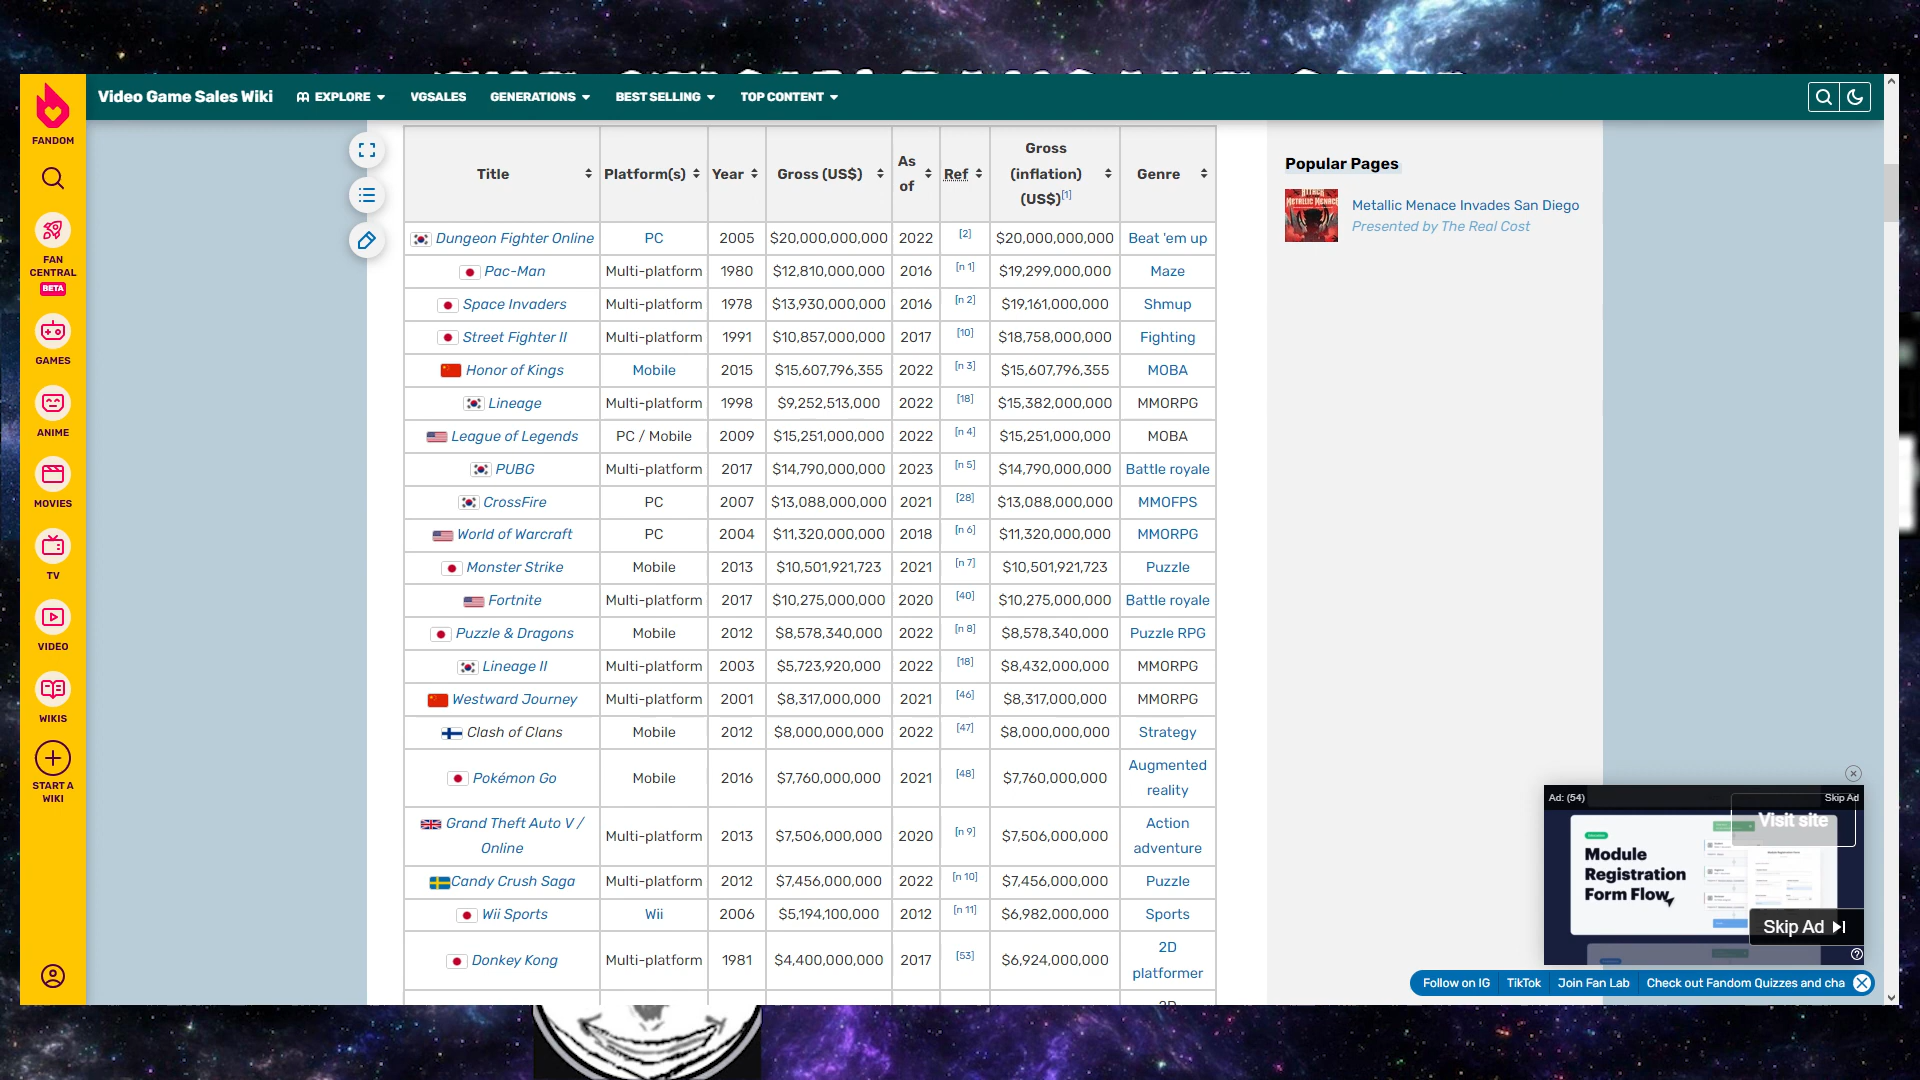 Video Game Sales Wiki EXPLORE VGSALES GENERATIONS BEST SELLING TOP CONTENT
FANDOM
FAN
CENTRAL
BETA
GAMES
ANIME
MOVIES
TV
VIDEO
WIKIS
START A
WIKI
Title Platform(s) Year Gross (US$) As of Ref Gross (inflation) (US$)[1] Genre
Dungeon Fighter Online PC 2005 $20,000,000,000 2022 [2] $20,000,000,000 Beat 'em up
Pac-Man Multi-platform 1980 $12,810,000,000 2016 [n 1] $19,299,000,000 Maze
Space Invaders Multi-platform 1978 $13,930,000,000 2016 [n 2] $19,161,000,000 Shmup
Street Fighter II Multi-platform 1991 $10,857,000,000 2017 [10] $18,758,000,000 Fighting
Honor of Kings Mobile 2015 $15,607,796,355 2022 [n 3] $15,607,796,355 MOBA
Lineage Multi-platform 1998 $9,252,513,000 2022 [18] $15,382,000,000 MMORPG
League of Legends PC / Mobile 2009 $15,251,000,000 2022 [n 4] $15,251,000,000 MOBA
PUBG Multi-platform 2017 $14,790,000,000 2023 [n 5] $14,790,000,000 Battle royale
CrossFire PC 2007 $13,088,000,000 2021 [28] $13,088,000,000 MMOFPS
World of Warcraft PC 2004 $11,320,000,000 2018 [n 6] $11,320,000,000 MMORPG
Monster Strike Mobile 2013 $10,501,921,723 2021 [n 7] $10,501,921,723 Puzzle
Fortnite Multi-platform 2017 $10,275,000,000 2020 [40] $10,275,000,000 Battle royale
Puzzle & Dragons Mobile 2012 $8,578,340,000 2022 [n 8] $8,578,340,000 Puzzle RPG
Lineage II Multi-platform 2003 $5,723,920,000 2022 [18] $8,432,000,000 MMORPG
Westward Journey Multi-platform 2001 $8,317,000,000 2021 [46] $8,317,000,000 MMORPG
Clash of Clans Mobile 2012 $8,000,000,000 2022 [47] $8,000,000,000 Strategy
Pokémon Go Mobile 2016 $7,760,000,000 2021 [48] $7,760,000,000 Augmented reality
Grand Theft Auto V / Online Multi-platform 2013 $7,506,000,000 2020 [n 9] $7,506,000,000 Action adventure
Candy Crush Saga Multi-platform 2012 $7,456,000,000 2022 [n 10] $7,456,000,000 Puzzle
Wii Sports Wii 2006 $5,194,100,000 2012 [n 11] $6,982,000,000 Sports
Donkey Kong Multi-platform 1981 $4,400,000,000 2017 [53] $6,924,000,000 2D platformer
Popular Pages
Metallic Menace Invades San Diego
Presented by The Real Cost
Ad: (54) Skip Ad
Visit site
Module
Registration
Form Flow
Skip Ad
Follow on IG TikTok Join Fan Lab Check out Fandom Quizzes and cha